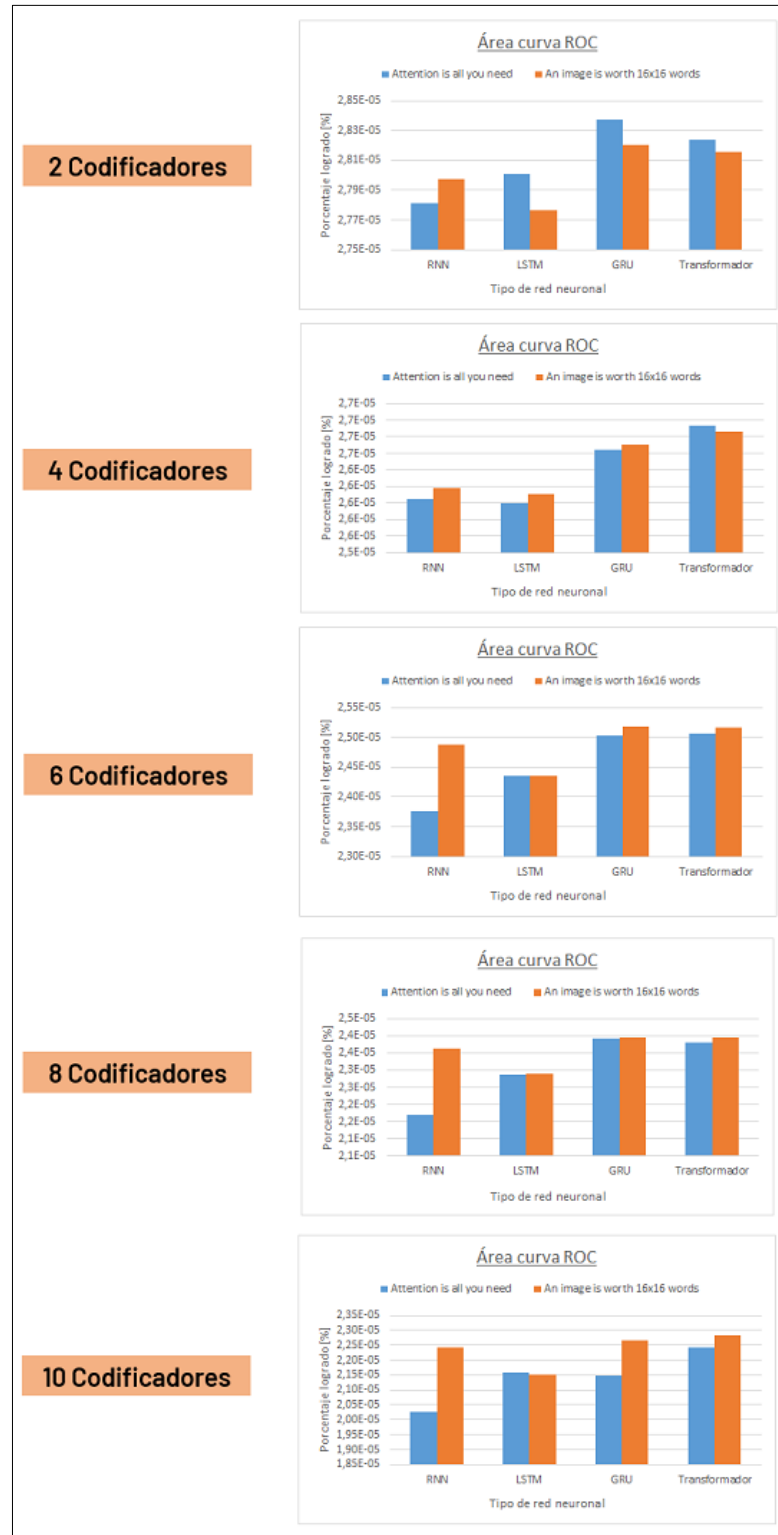 2 Codificadores
Área curva ROC
Attention is all you need An image is worth 16x16 words
Porcentaje logrado [%]
2,85E-05
2,83E-05
2,81E-05
2,79E-05
2,77E-05
2,75E-05
RNN LSTM GRU Transformador
Tipo de red neuronal
4 Codificadores
Área curva ROC
Attention is all you need An image is worth 16x16 words
Porcentaje logrado [%]
2,7E-05
2,7E-05
2,7E-05
2,7E-05
2,6E-05
2,6E-05
2,6E-05
2,6E-05
2,6E-05
2,5E-05
RNN LSTM GRU Transformador
Tipo de red neuronal
6 Codificadores
Área curva ROC
Attention is all you need An image is worth 16x16 words
Porcentaje logrado [%]
2,55E-05
2,50E-05
2,45E-05
2,40E-05
2,35E-05
2,30E-05
RNN LSTM GRU Transformador
Tipo de red neuronal
8 Codificadores
Área curva ROC
Attention is all you need An image is worth 16x16 words
Porcentaje logrado [%]
2,5E-05
2,4E-05
2,4E-05
2,3E-05
2,3E-05
2,2E-05
2,2E-05
2,1E-05
2,1E-05
RNN LSTM GRU Transformador
Tipo de red neuronal
10 Codificadores
Área curva ROC
Attention is all you need An image is worth 16x16 words
Porcentaje logrado [%]
2,35E-05
2,30E-05
2,25E-05
2,20E-05
2,15E-05
2,10E-05
2,05E-05
2,00E-05
1,95E-05
1,90E-05
1,85E-05
RNN LSTM GRU Transformador
Tipo de red neuronal